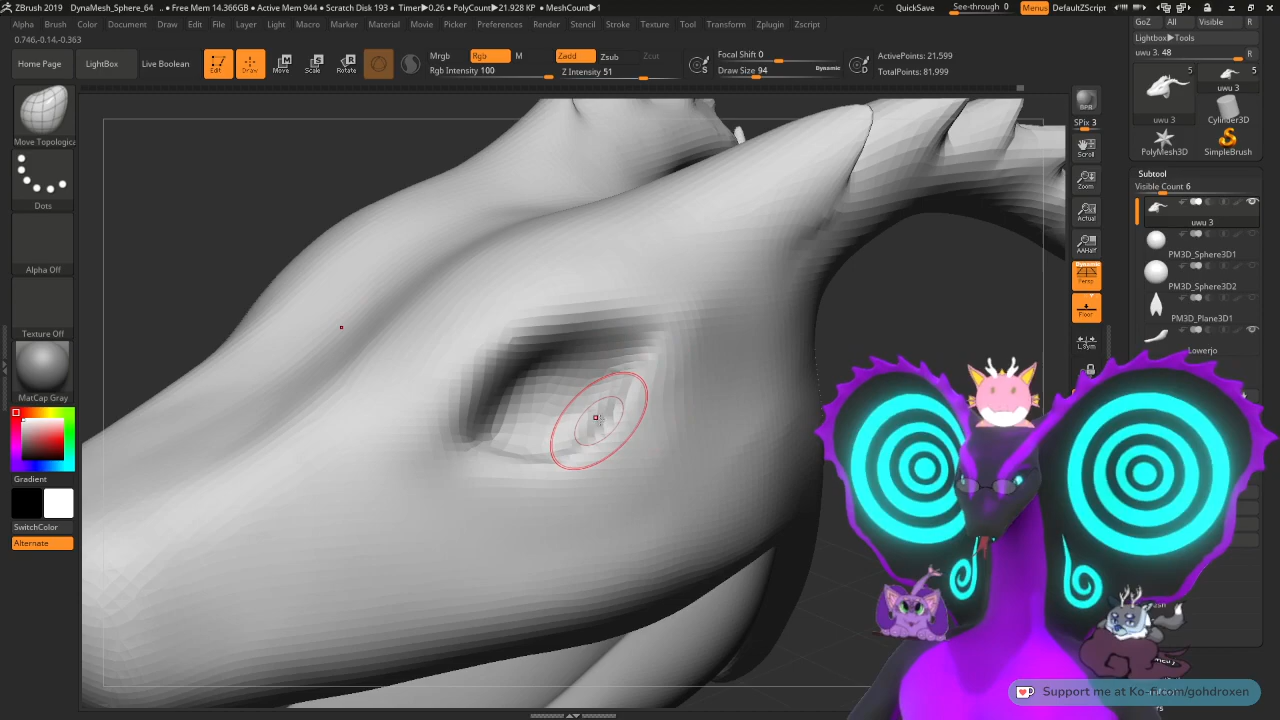 ZBrush 2019 DynaMesh_Sphere_64 .. • Free Mem 14.366GB • Active Mem 944 • Scratch Disk 193 • Timer▶0.26 • PolyCount▶21.928 KP • MeshCount▶1 AC QuickSave See-through 0 Menus DefaultZScript
Alpha Brush Color Document Draw Edit File Layer Light Macro Marker Material Movie Picker Preferences Render Stencil Stroke Texture Tool Transform Zplugin Zscript
GoZ All Visible R
0.746,-0.14,-0.363
Lightbox▶Tools
uwu 3. 48 R
Home Page LightBox Live Boolean Edit Draw Move Scale Rotate
Mrgb Rgb M Zadd Zsub Zcut
Rgb Intensity 100 Z Intensity 51
S Focal Shift 0
Draw Size 94 Dynamic D
ActivePoints: 21,599
TotalPoints: 81,999
5 5
uwu 3
uwu 3 Cylinder3D
PolyMesh3D SimpleBrush
Move Topologica
Dots
Alpha Off
Texture Off
MatCap Gray
Gradient
SwitchColor
Alternate
BPR
SPix 3
Scroll
Zoom
Actual
AAHalf
Dynamic
Persp
Floor
L.Sym
Subtool
Visible Count 6
uwu 3
PM3D_Sphere3D1
PM3D_Sphere3D2
PM3D_Plane3D1
Lowerjo
Support me at Ko-fi.com/gohdroxen